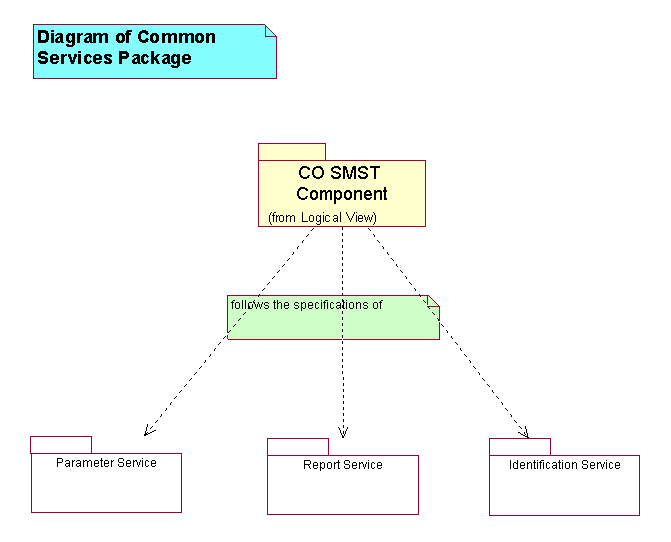 Diagram of Common
Services Package
CO SMST
Component
(from Logical View)
follows the specifications of
Parameter Service
Report Service
Identification Service